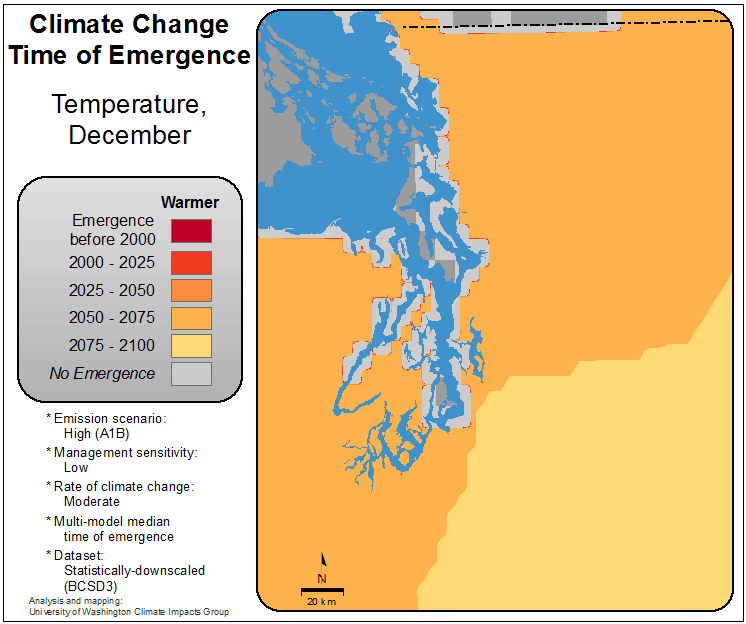 Climate Change
Time of Emergence
Temperature,
December
Warmer
Emergence
before 2000
2000 - 2025
2025 - 2050
2050 - 2075
2075 - 2100
No Emergence
* Emission scenario:
High (A1B)
* Management sensitivity:
Low
* Rate of climate change:
Moderate
* Multi-model median
time of emergence
* Dataset:
Statistically-downscaled
(BCSD3)
Analysis and mapping:
University of Washington Climate Impacts Group
N
20 km